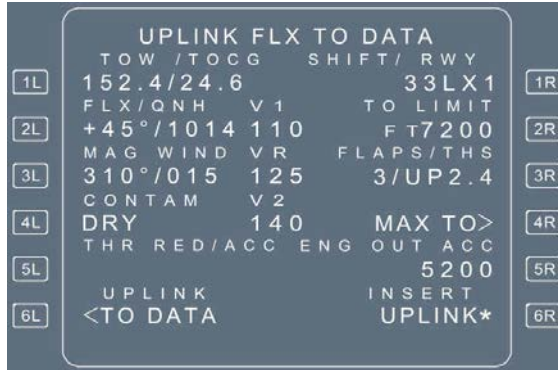 UPLINK FLX TO DATA
TOW /TOCG SHIFT/ RWY
1L 152.4/24.6 33LX1 1R
FLX/QNH V1 TO LIMIT
2L +45°/1014 110 FT7200 2R
MAG WIND VR FLAPS/THS
3L 310°/015 125 3/UP2.4 3R
CONTAM V2
4L DRY 140 MAX TO> 4R
THR RED/ACC ENG OUT ACC
5L 5200 5R
UPLINK INSERT
6L <TO DATA UPLINK* 6R